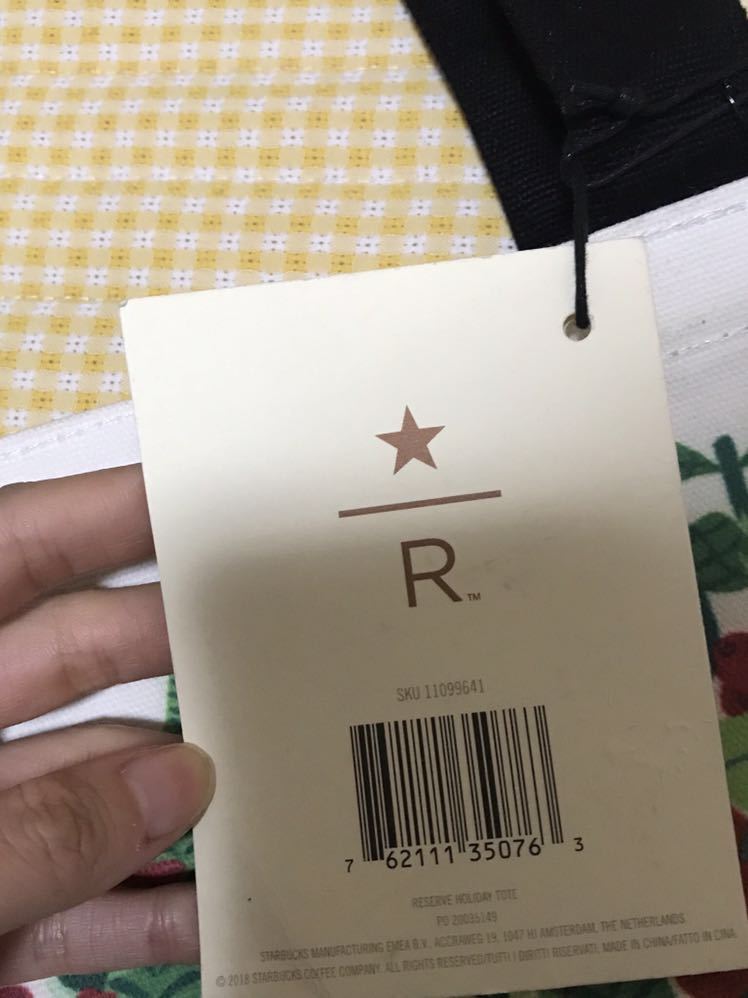 R™
SKU 11099641
7 62111 35076 3
RESERVE HOLIDAY TOTE
PO 20035149
STARBUCKS MANUFACTURING EMEA B.V., ACCRAWEG 19, 1047 HJ AMSTERDAM, THE NETHERLANDS
© 2018 STARBUCKS COFFEE COMPANY. ALL RIGHTS RESERVED/TUTTI I DIRITTI RISERVATI. MADE IN CHINA/FATTO IN CINA